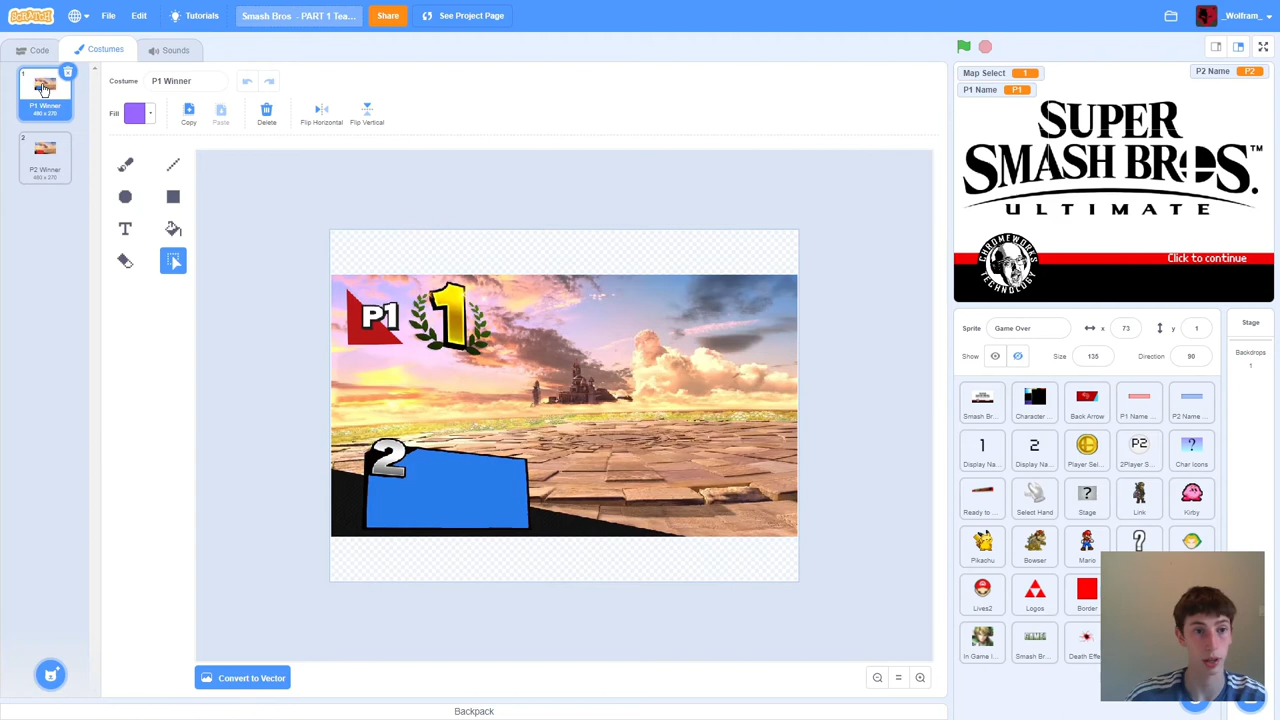 SCRATCH File Edit Tutorials Smash Bros - PART 1 Tea... Share See Project Page _Wolfram_
Code Costumes Sounds
1
P1 Winner
480 x 270
2
P2 Winner
480 x 270
Costume P1 Winner
Fill Copy Paste Delete Flip Horizontal Flip Vertical
T
P1 1
2
Convert to Vector
Backpack
Map Select 1
P1 Name P1
P2 Name P2
SUPER
SMASH BROS.™
ULTIMATE
CHROMEWORKS
TECHNOLOGY
Click to continue
Sprite Game Over x 73 y 1
Show Size 135 Direction 90
Stage
Backdrops
1
Smash Br... Character ... Back Arrow P1 Name ... P2 Name ...
1 2 P2 ?
Display Na... Display Na... Player Sel... 2Player S... Char Icons
Ready to ... Select Hand Stage Link Kirby
Pikachu Bowser Mario
Lives2 Logos Border
In Game I... Smash Br... Death Effe